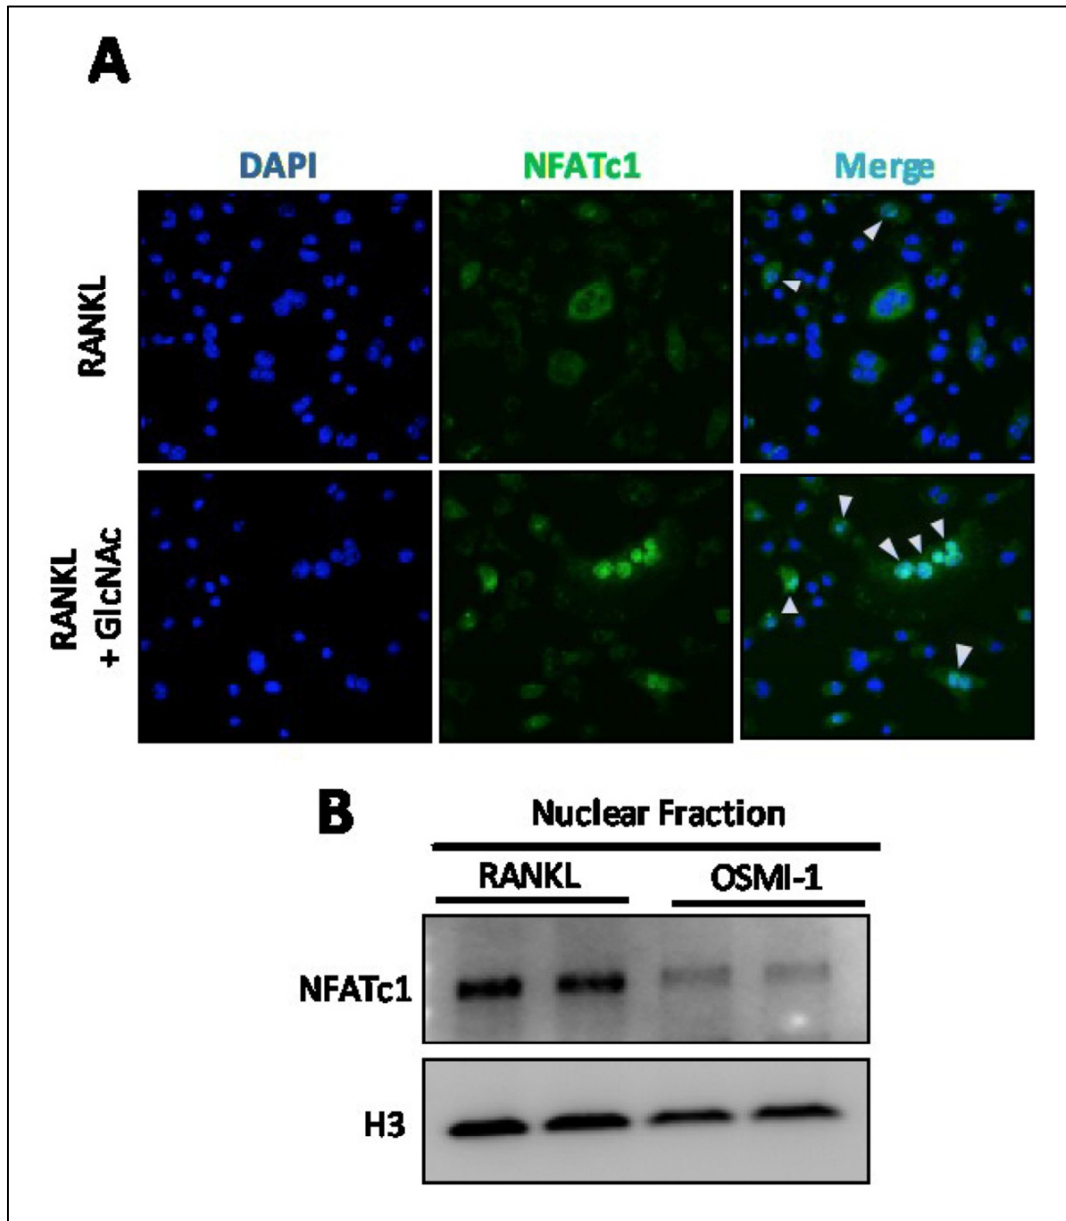 A
DAPI NFATc1 Merge
RANKL
RANKL
+ GlcNAc
B
Nuclear Fraction
RANKL OSMI-1
NFATc1
H3